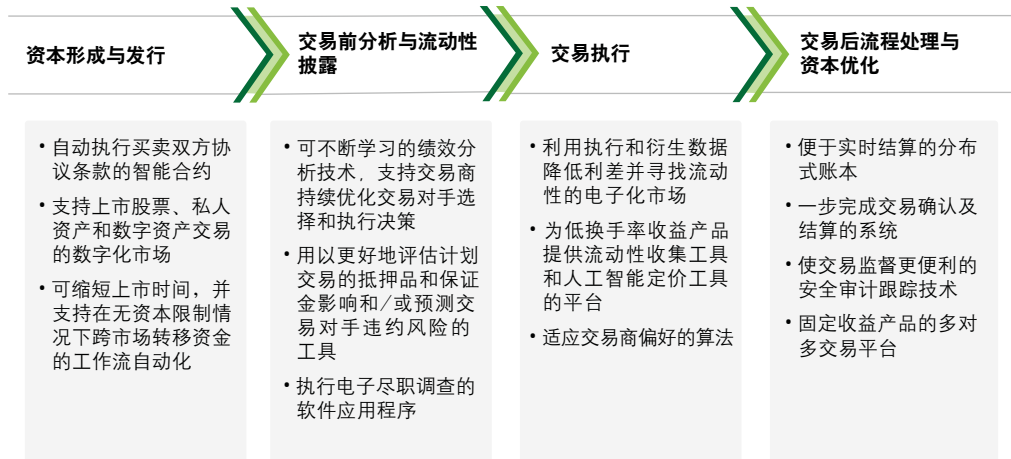 资本形成与发行
交易前分析与流动性
披露
交易执行
交易后流程处理与
资本优化
• 自动执行买卖双方协
议条款的智能合约
• 支持上市股票、私人
资产和数字资产交易
的数字化市场
• 可缩短上市时间，并
支持在无资本限制情
况下跨市场转移资金
的工作流自动化
• 可不断学习的绩效分
析技术，支持交易商
持续优化交易对手选
择和执行决策
• 用以更好地评估计划
交易的抵押品和保证
金影响和/或预测交
易对手违约风险的
工具
• 执行电子尽职调查的
软件应用程序
• 利用执行和衍生数据
降低利差并寻找流动
性的电子化市场
• 为低换手率收益产品
提供流动性收集工具
和人工智能定价工具
的平台
• 适应交易商偏好的算法
• 便于实时结算的分布
式账本
• 一步完成交易确认及
结算的系统
• 使交易监督更便利的
安全审计跟踪技术
• 固定收益产品的多对
多交易平台